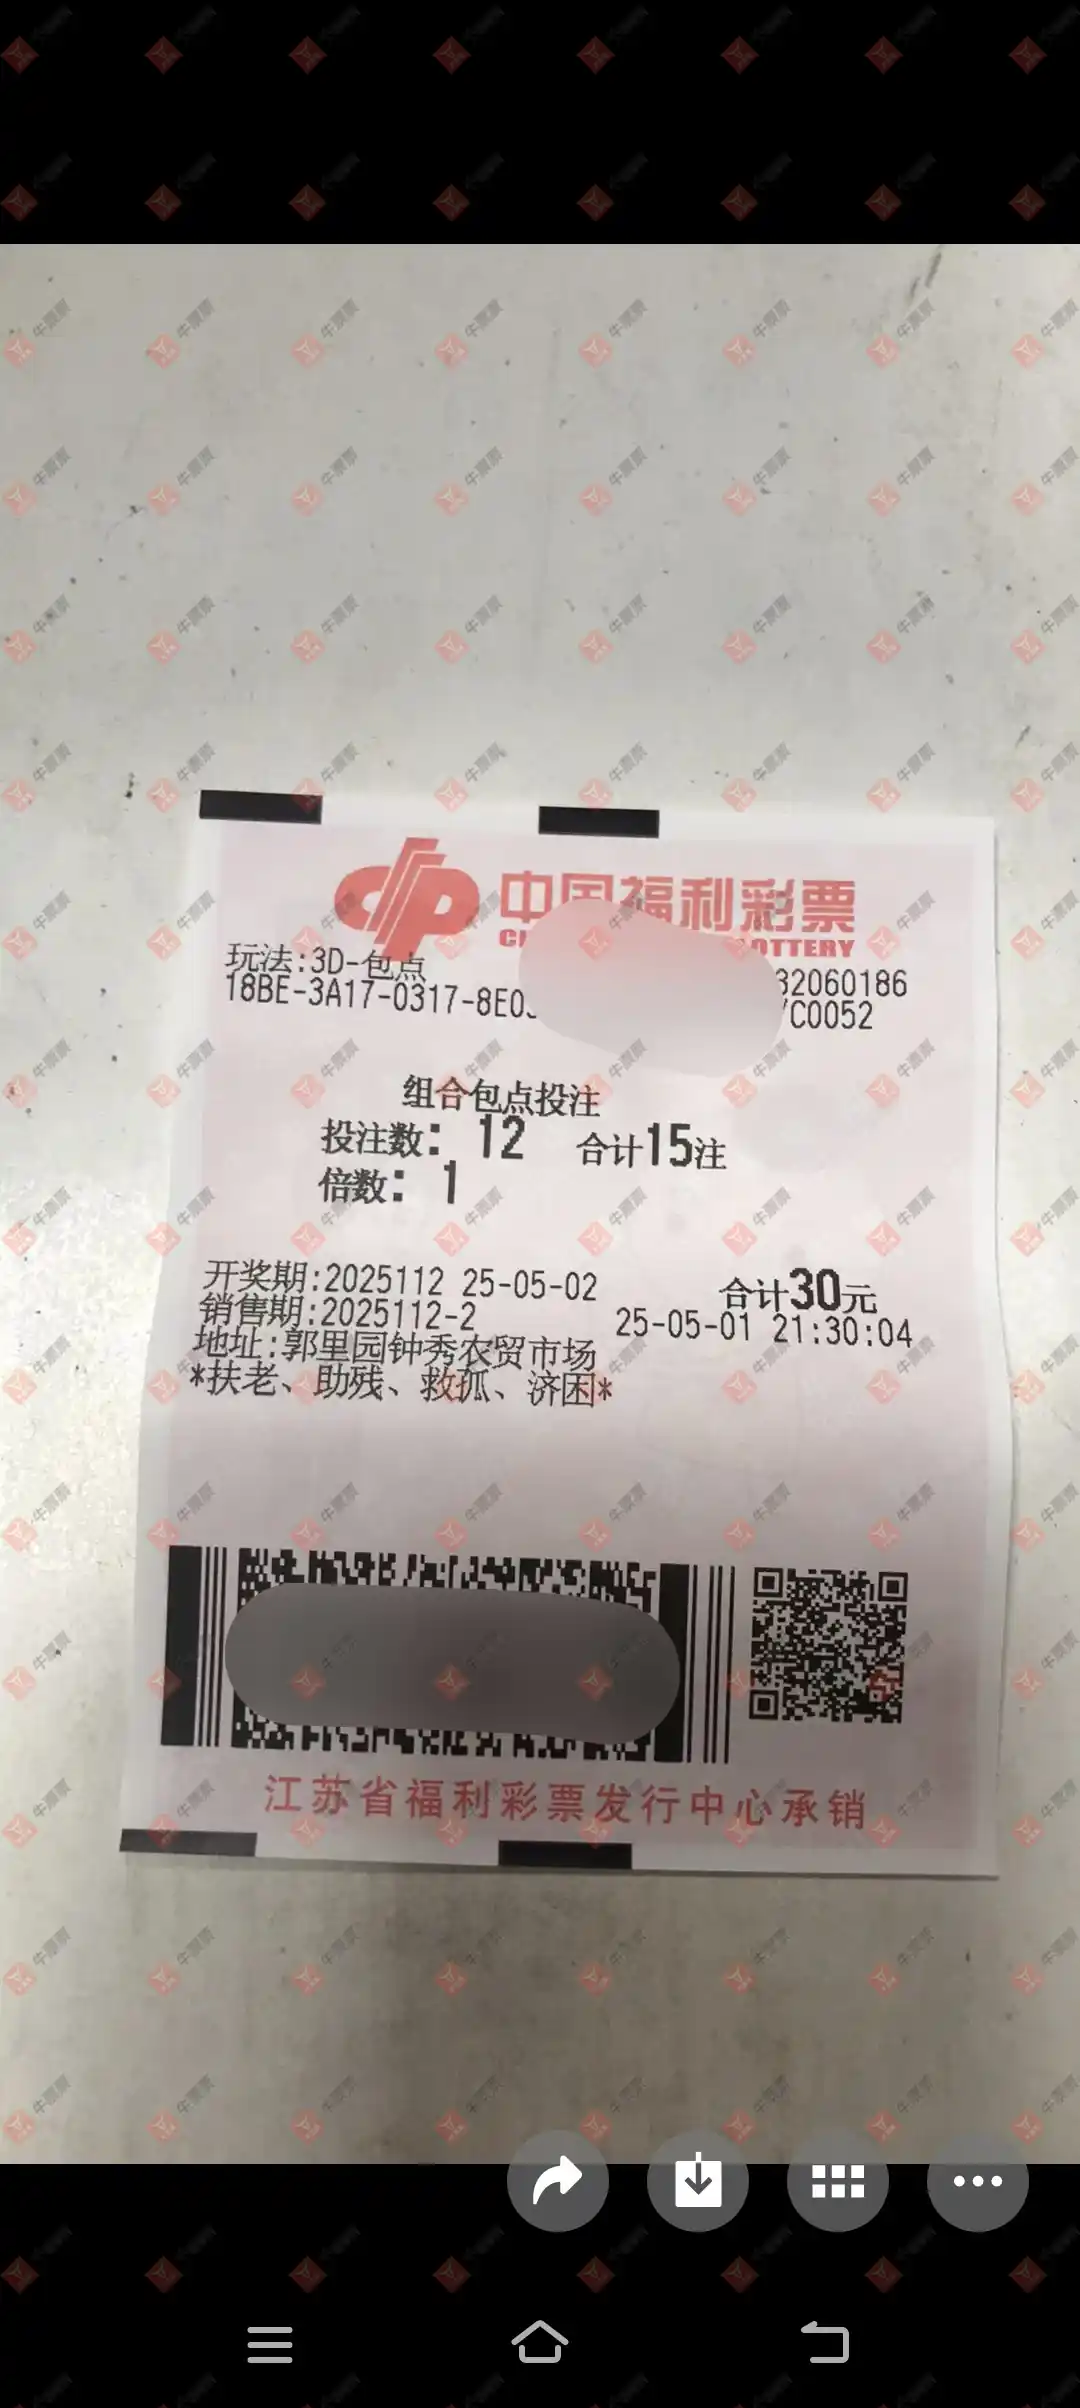 中国福利彩票
玩法:3D-包点
18BE-3A17-0317-8E0 32060186
/C0052
组合包点投注
投注数: 12 合计15注
倍数: 1
开奖期:2025112 25-05-02 合计30元
销售期:2025112-2 25-05-01 21:30:04
地址:郭里园钟秀农贸市场
*扶老、助残、救孤、济困*
江苏省福利彩票发行中心承销
牛票票